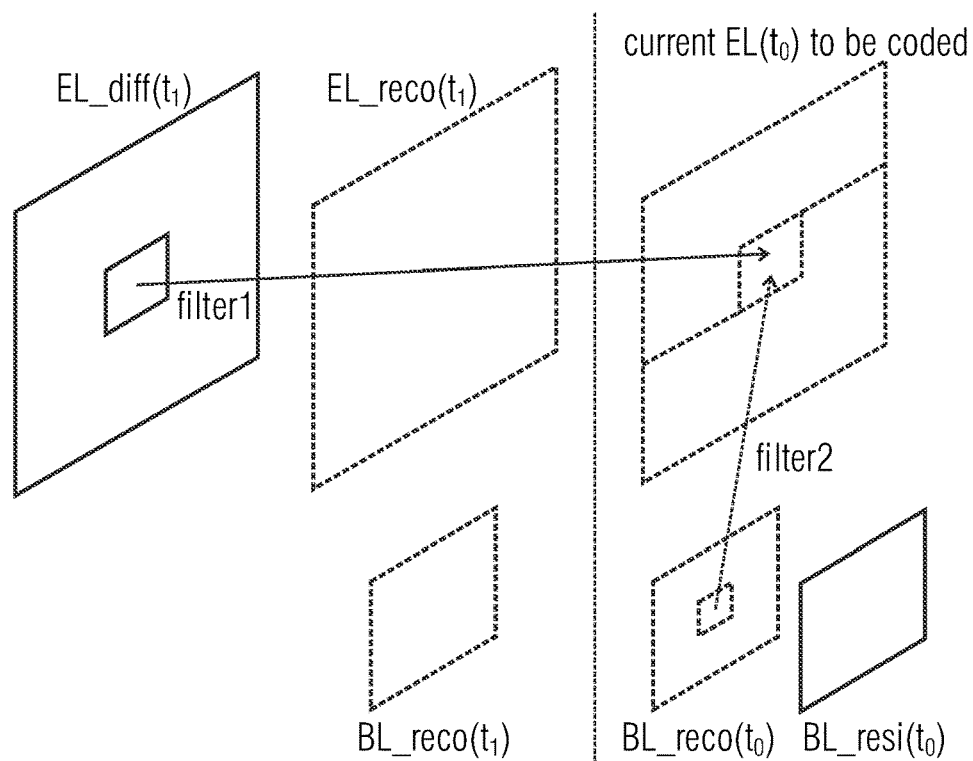 current EL(t₀) to be coded
EL_diff(t₁)
EL_reco(t₁)
filter1
filter2
BL_reco(t₁)
BL_reco(t₀)
BL_resi(t₀)